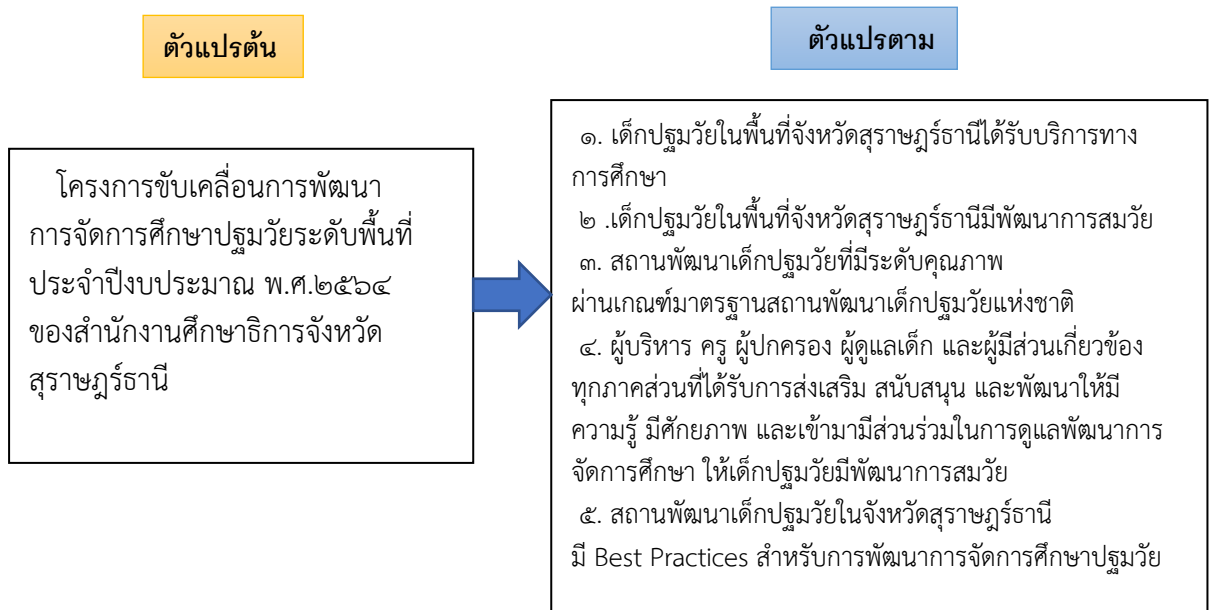 ตัวแปรต้น
ตัวแปรตาม
โครงการขับเคลื่อนการพัฒนา
การจัดการศึกษาปฐมวัยระดับพื้นที่
ประจำปีงบประมาณ พ.ศ.๒๕๖๔
ของสำนักงานศึกษาธิการจังหวัด
สุราษฎร์ธานี
๑. เด็กปฐมวัยในพื้นที่จังหวัดสุราษฎร์ธานีได้รับบริการทาง
การศึกษา
๒ .เด็กปฐมวัยในพื้นที่จังหวัดสุราษฎร์ธานีมีพัฒนาการสมวัย
๓. สถานพัฒนาเด็กปฐมวัยที่มีระดับคุณภาพ
ผ่านเกณฑ์มาตรฐานสถานพัฒนาเด็กปฐมวัยแห่งชาติ
๔. ผู้บริหาร ครู ผู้ปกครอง ผู้ดูแลเด็ก และผู้มีส่วนเกี่ยวข้อง
ทุกภาคส่วนที่ได้รับการส่งเสริม สนับสนุน และพัฒนาให้มี
ความรู้ มีศักยภาพ และเข้ามามีส่วนร่วมในการดูแลพัฒนาการ
จัดการศึกษา ให้เด็กปฐมวัยมีพัฒนาการสมวัย
๕. สถานพัฒนาเด็กปฐมวัยในจังหวัดสุราษฎร์ธานี
มี Best Practices สำหรับการพัฒนาการจัดการศึกษาปฐมวัย